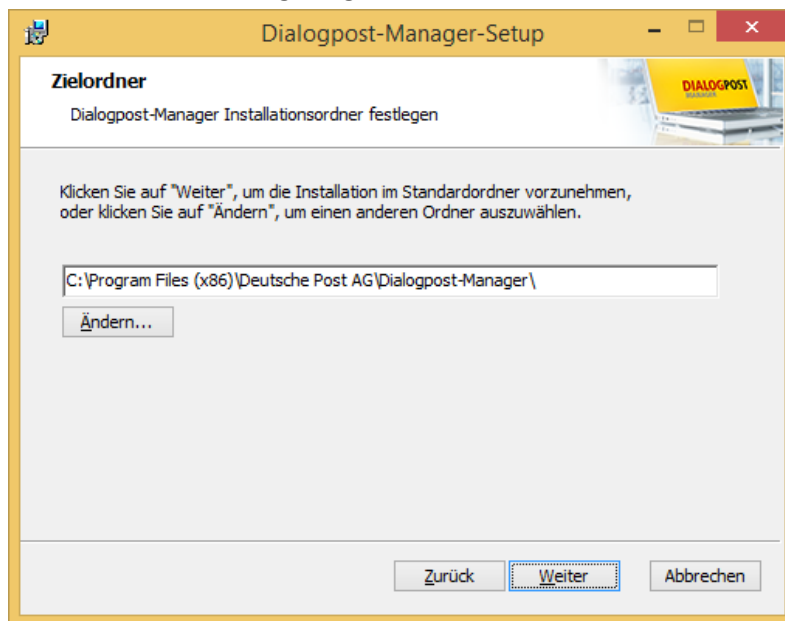 Dialogpost-Manager-Setup
Zielordner
Dialogpost-Manager Installationsordner festlegen
DIALOGPOST
MANAGER
Klicken Sie auf "Weiter", um die Installation im Standardordner vorzunehmen,
oder klicken Sie auf "Ändern", um einen anderen Ordner auszuwählen.
C:\Program Files (x86)\Deutsche Post AG\Dialogpost-Manager\
Ändern...
Zurück
Weiter
Abbrechen